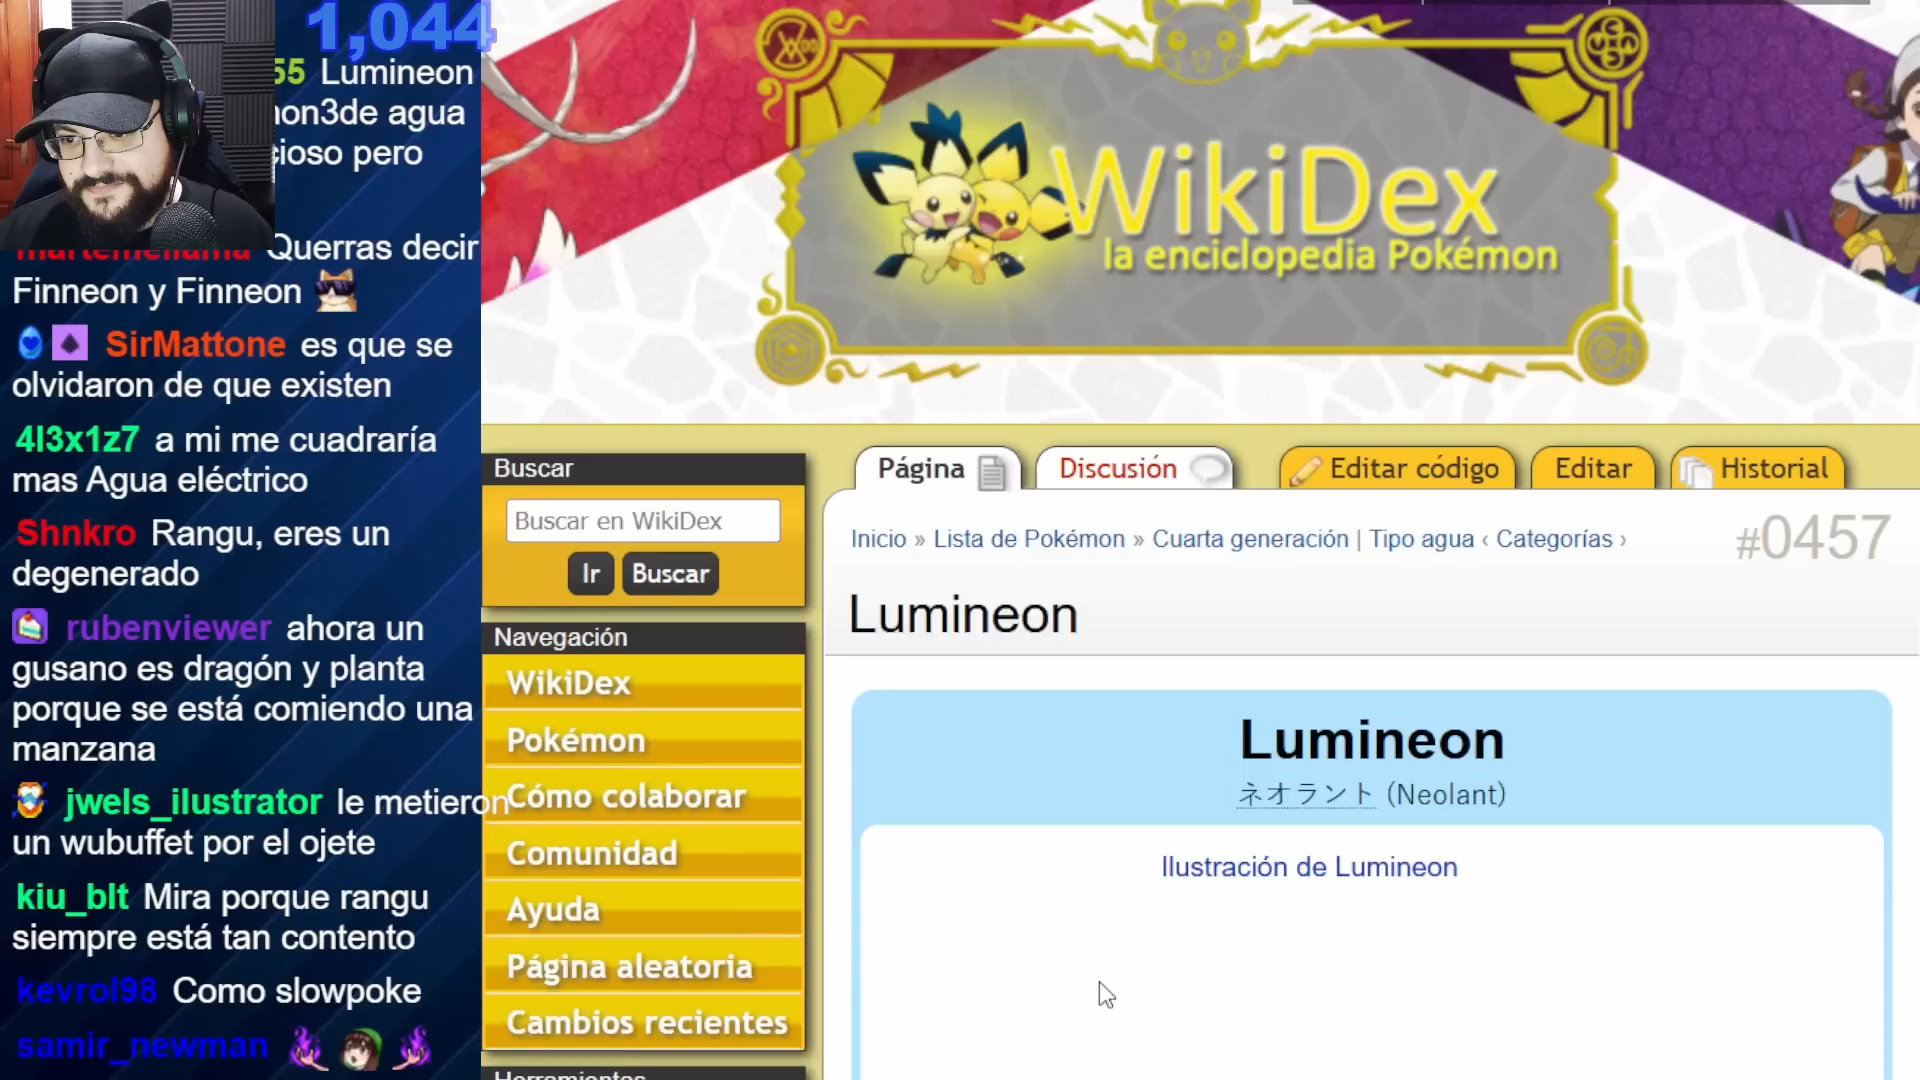 1,044
55 Lumineon
de agua
pero
martemellama Querras decir
Finneon y Finneon
SirMattone es que se
olvidaron de que existen
4l3x1z7 a mi me cuadraría
mas Agua eléctrico
Shnkro Rangu, eres un
degenerado
rubenviewer ahora un
gusano es dragón y planta
porque se está comiendo una
manzana
jwels_ilustrator le metieron
un wubuffet por el ojete
kiu_blt Mira porque rangu
siempre está tan contento
kevrol98 Como slowpoke
samir_newman
WikiDex
la enciclopedia Pokémon
Buscar
Buscar en WikiDex
Ir Buscar
Navegación
WikiDex
Pokémon
Cómo colaborar
Comunidad
Ayuda
Página aleatoria
Cambios recientes
Herramientas
Página Discusión Editar código Editar Historial
Inicio » Lista de Pokémon » Cuarta generación | Tipo agua ‹ Categorías ›
#0457
Lumineon
Lumineon
ネオラント (Neolant)
Ilustración de Lumineon